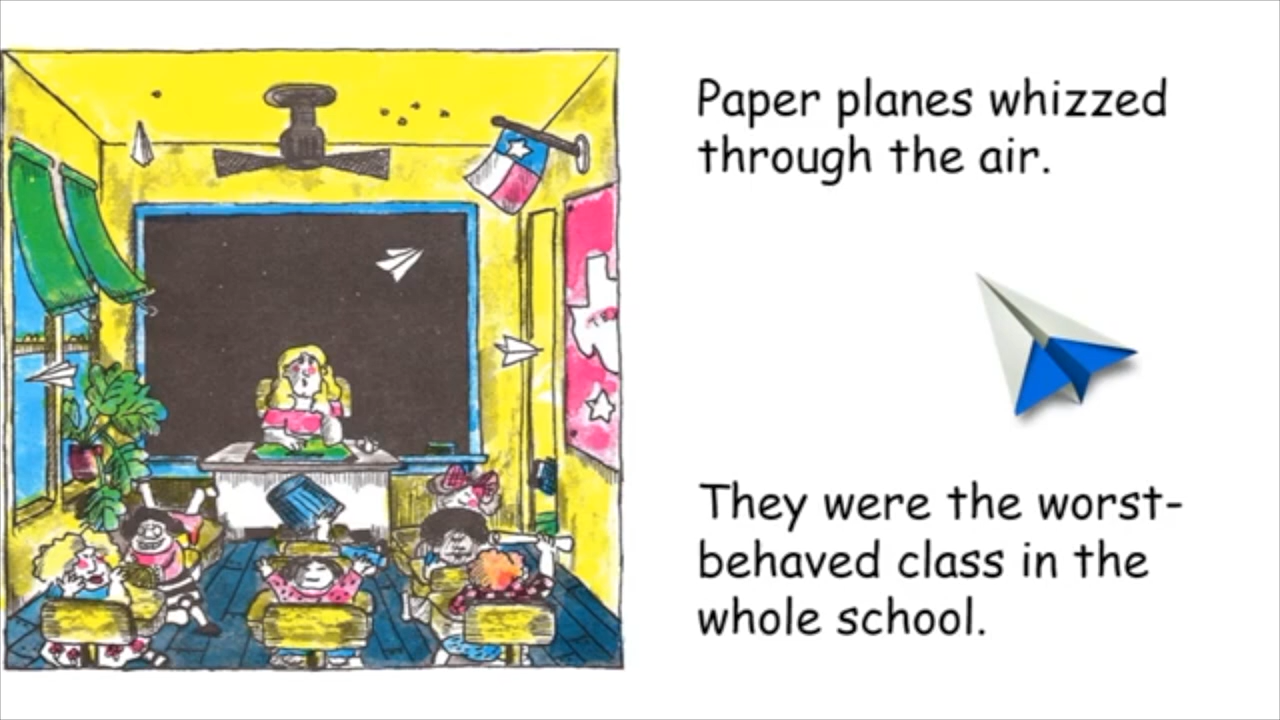 Paper planes whizzed
through the air.
They were the worst-
behaved class in the
whole school.